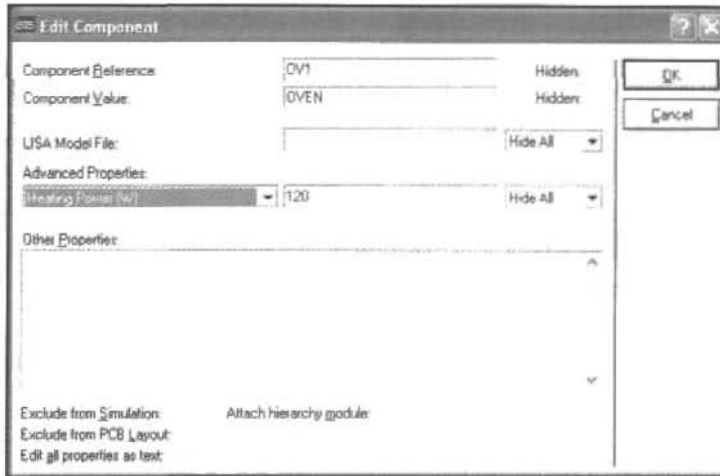 ISIS Edit Component
Component Reference: OV1 Hidden:
Component Value: OVEN Hidden:
LISA Model File: Hide All
Advanced Properties:
Heating Power (W) 120 Hide All
Other Properties:
Exclude from Simulation: Attach hierarchy module:
Exclude from PCB Layout:
Edit all properties as text:
OK
Cancel